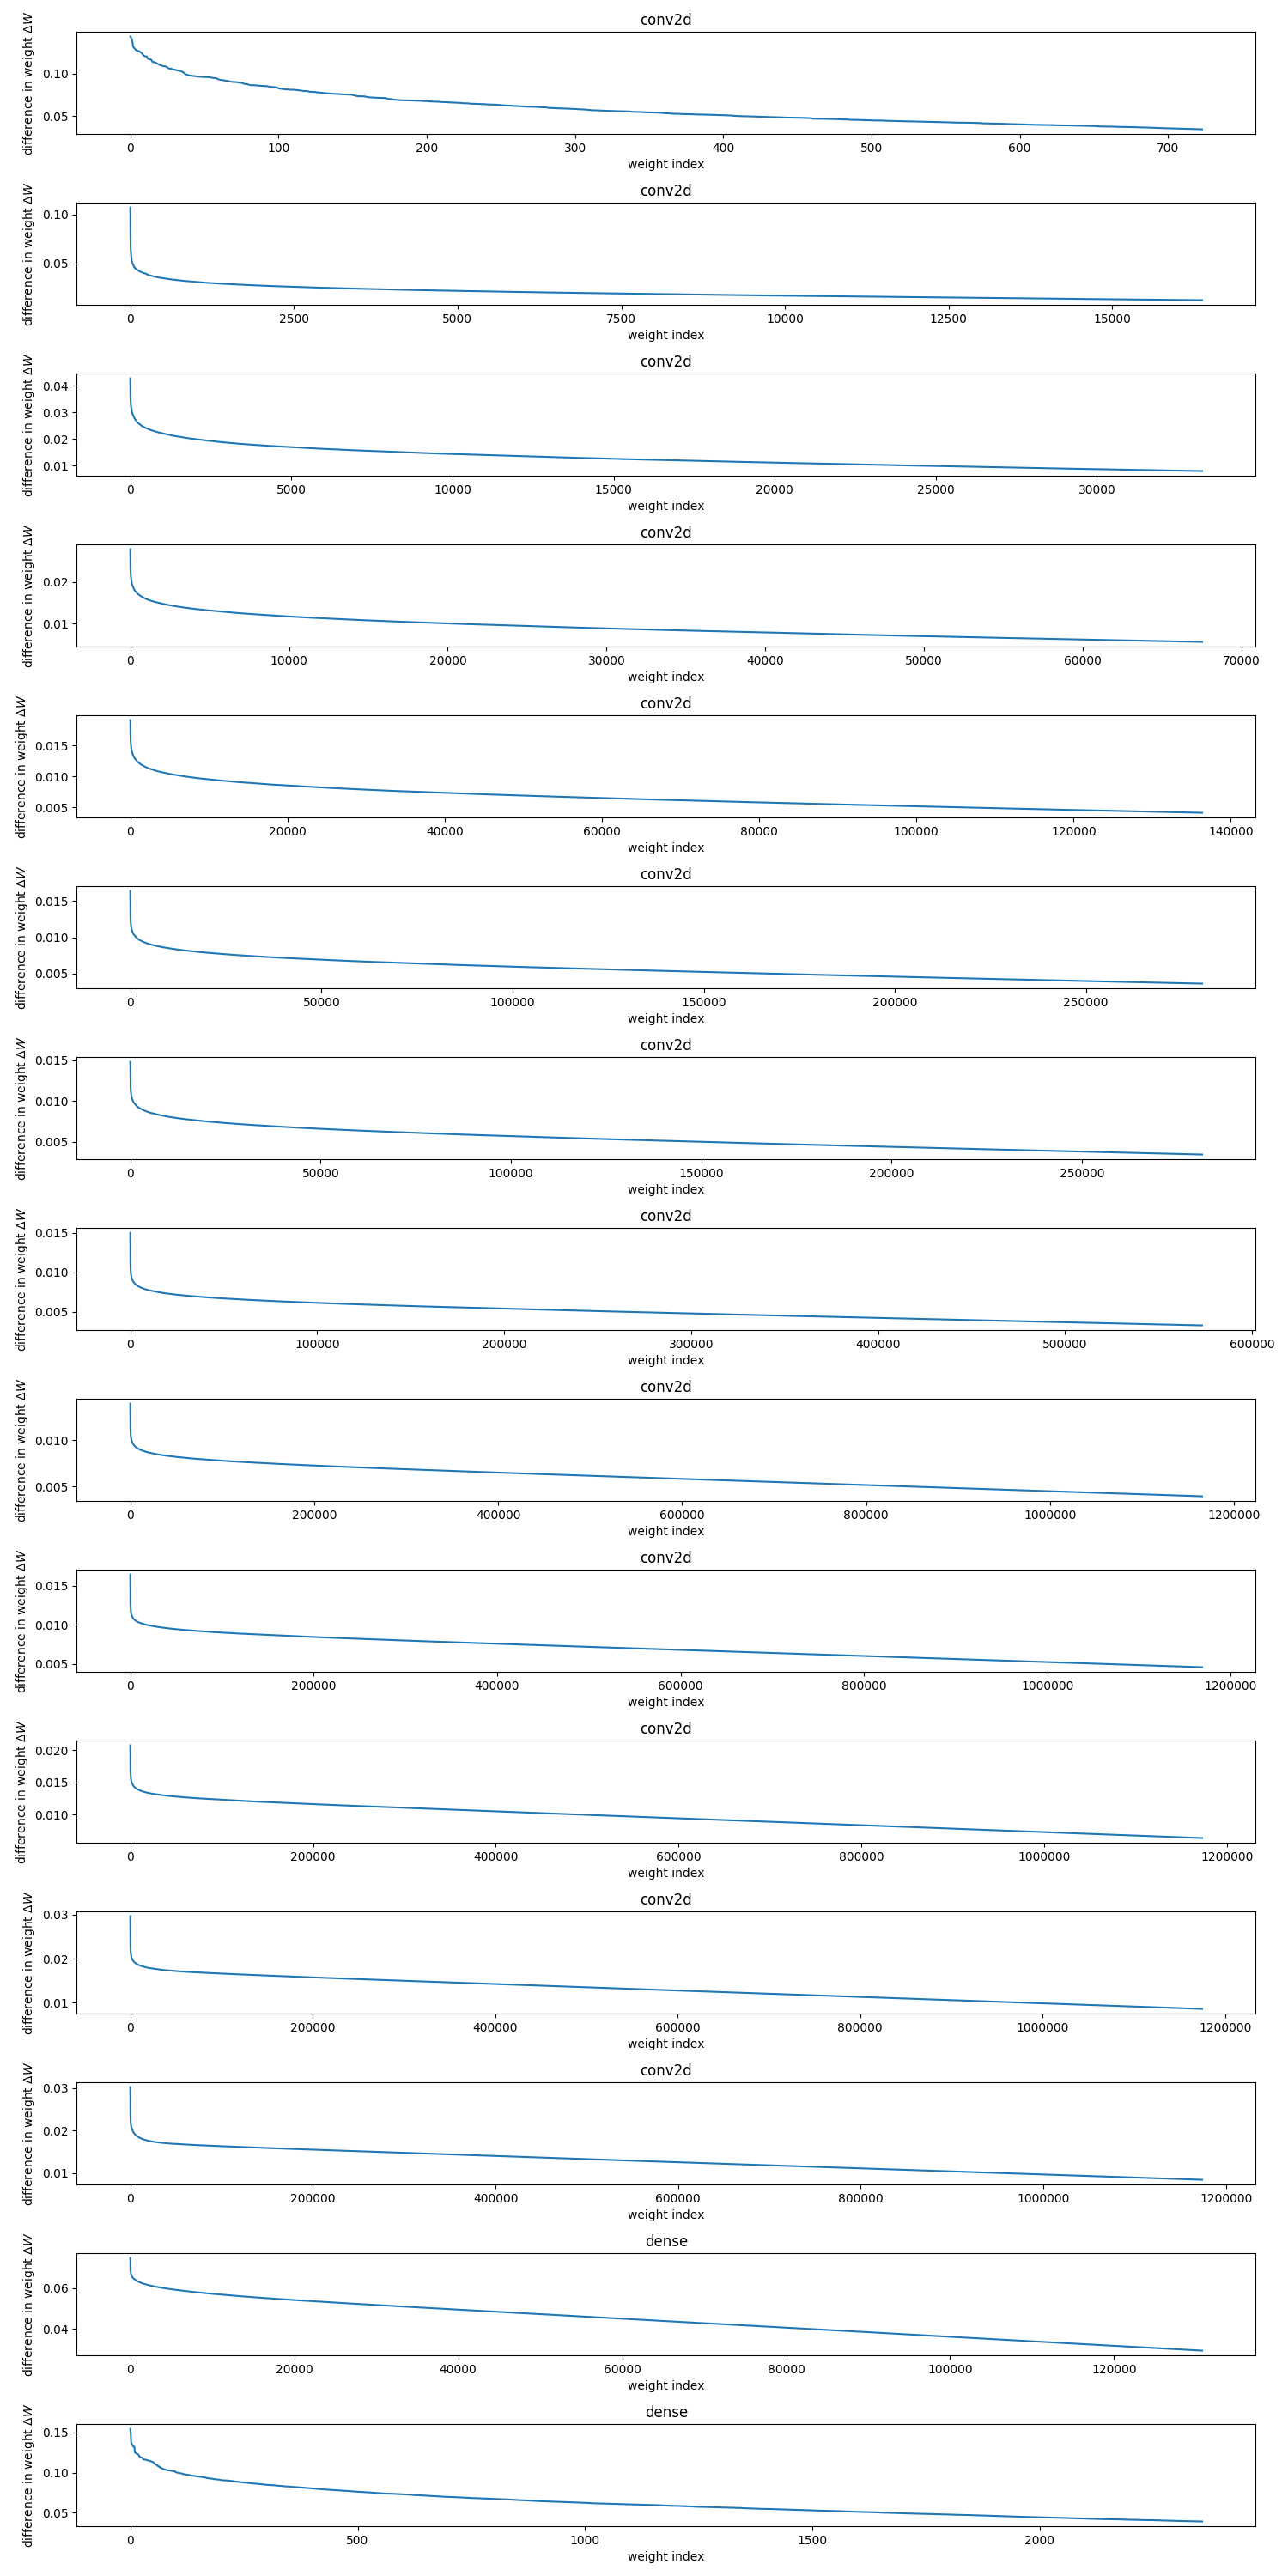 conv2d
difference in weight ΔW
0.10
0.05
0 100 200 300 400 500 600 700
weight index
conv2d
difference in weight ΔW
0.10
0.05
0 2500 5000 7500 10000 12500 15000
weight index
conv2d
difference in weight ΔW
0.04
0.03
0.02
0.01
0 5000 10000 15000 20000 25000 30000
weight index
conv2d
difference in weight ΔW
0.02
0.01
0 10000 20000 30000 40000 50000 60000 70000
weight index
conv2d
difference in weight ΔW
0.015
0.010
0.005
0 20000 40000 60000 80000 100000 120000 140000
weight index
conv2d
difference in weight ΔW
0.015
0.010
0.005
0 50000 100000 150000 200000 250000
weight index
conv2d
difference in weight ΔW
0.015
0.010
0.005
0 50000 100000 150000 200000 250000
weight index
conv2d
difference in weight ΔW
0.015
0.010
0.005
0 100000 200000 300000 400000 500000 600000
weight index
conv2d
difference in weight ΔW
0.010
0.005
0 200000 400000 600000 800000 1000000 1200000
weight index
conv2d
difference in weight ΔW
0.015
0.010
0.005
0 200000 400000 600000 800000 1000000 1200000
weight index
conv2d
difference in weight ΔW
0.020
0.015
0.010
0 200000 400000 600000 800000 1000000 1200000
weight index
conv2d
difference in weight ΔW
0.03
0.02
0.01
0 200000 400000 600000 800000 1000000 1200000
weight index
conv2d
difference in weight ΔW
0.03
0.02
0.01
0 200000 400000 600000 800000 1000000 1200000
weight index
dense
difference in weight ΔW
0.06
0.04
0 20000 40000 60000 80000 100000 120000
weight index
dense
difference in weight ΔW
0.15
0.10
0.05
0 500 1000 1500 2000
weight index